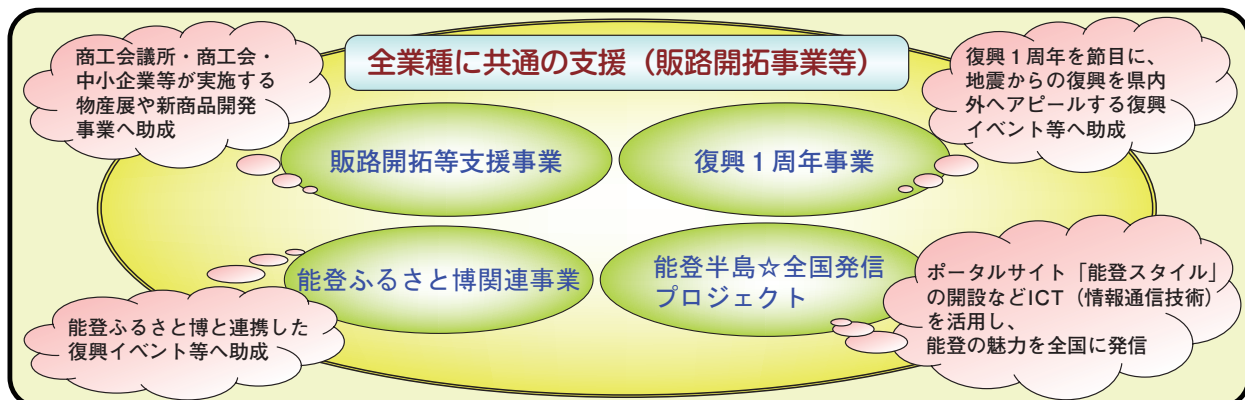 全業種に共通の支援（販路開拓事業等）
商工会議所・商工会・
中小企業等が実施する
物産展や新商品開発
事業へ助成
販路開拓等支援事業
復興１周年を節目に、
地震からの復興を県内
外へアピールする復興
イベント等へ助成
復興１周年事業
能登ふるさと博関連事業
能登ふるさと博と連携した
復興イベント等へ助成
能登半島☆全国発信
プロジェクト
ポータルサイト「能登スタイル」
の開設などICT（情報通信技術）
を活用し、
能登の魅力を全国に発信